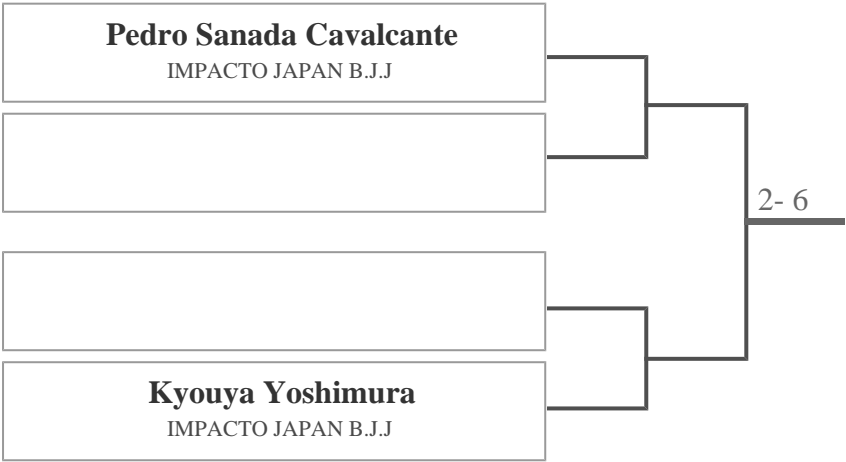 Pedro Sanada Cavalcante
IMPACTO JAPAN B.J.J
2- 6
Kyouya Yoshimura
IMPACTO JAPAN B.J.J